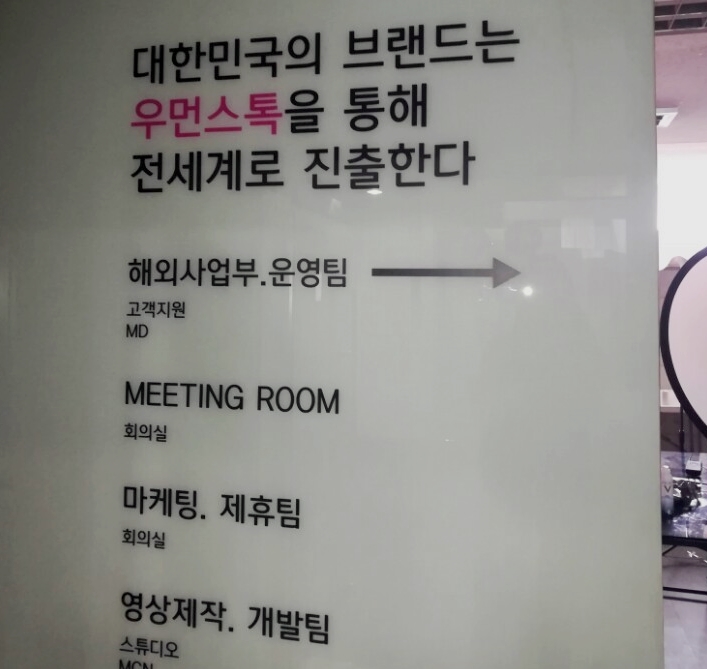 대한민국의 브랜드는
우먼스톡을 통해
전세계로 진출한다
해외사업부.운영팀
고객지원
MD
MEETING ROOM
회의실
마케팅. 제휴팀
회의실
영상제작. 개발팀
스튜디오
MCN